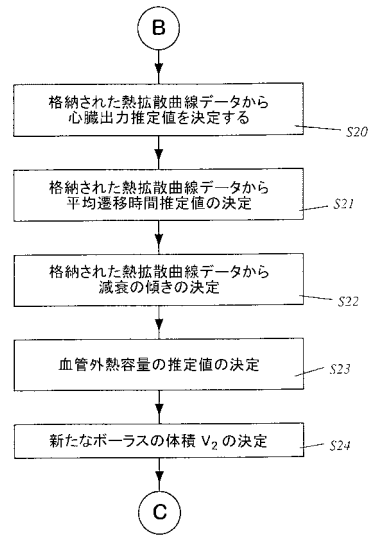 B
格納された熱拡散曲線データから
心臓出力推定値を決定する
S20
格納された熱拡散曲線データから
平均遷移時間推定値の決定
S21
格納された熱拡散曲線データから
減衰の傾きの決定
S22
血管外熱容量の推定値の決定
S23
新たなボーラスの体積 V₂ の決定
S24
C